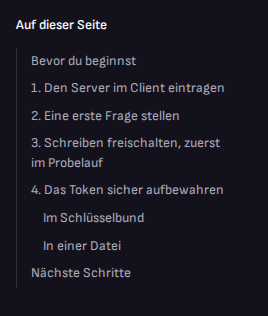 Auf dieser Seite
Bevor du beginnst
1. Den Server im Client eintragen
2. Eine erste Frage stellen
3. Schreiben freischalten, zuerst
im Probelauf
4. Das Token sicher aufbewahren
Im Schlüsselbund
In einer Datei
Nächste Schritte